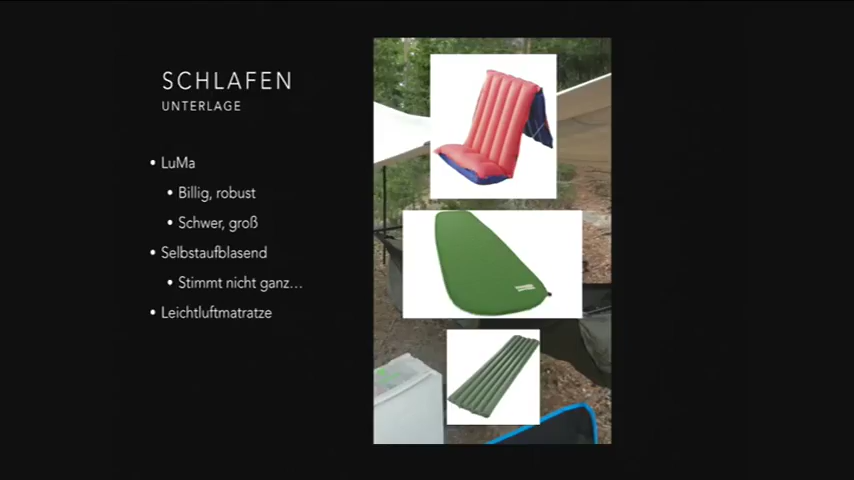 SCHLAFEN
UNTERLAGE
• LuMa
• Billig, robust
• Schwer, groß
• Selbstaufblasend
• Stimmt nicht ganz...
• Leichtluftmatratze